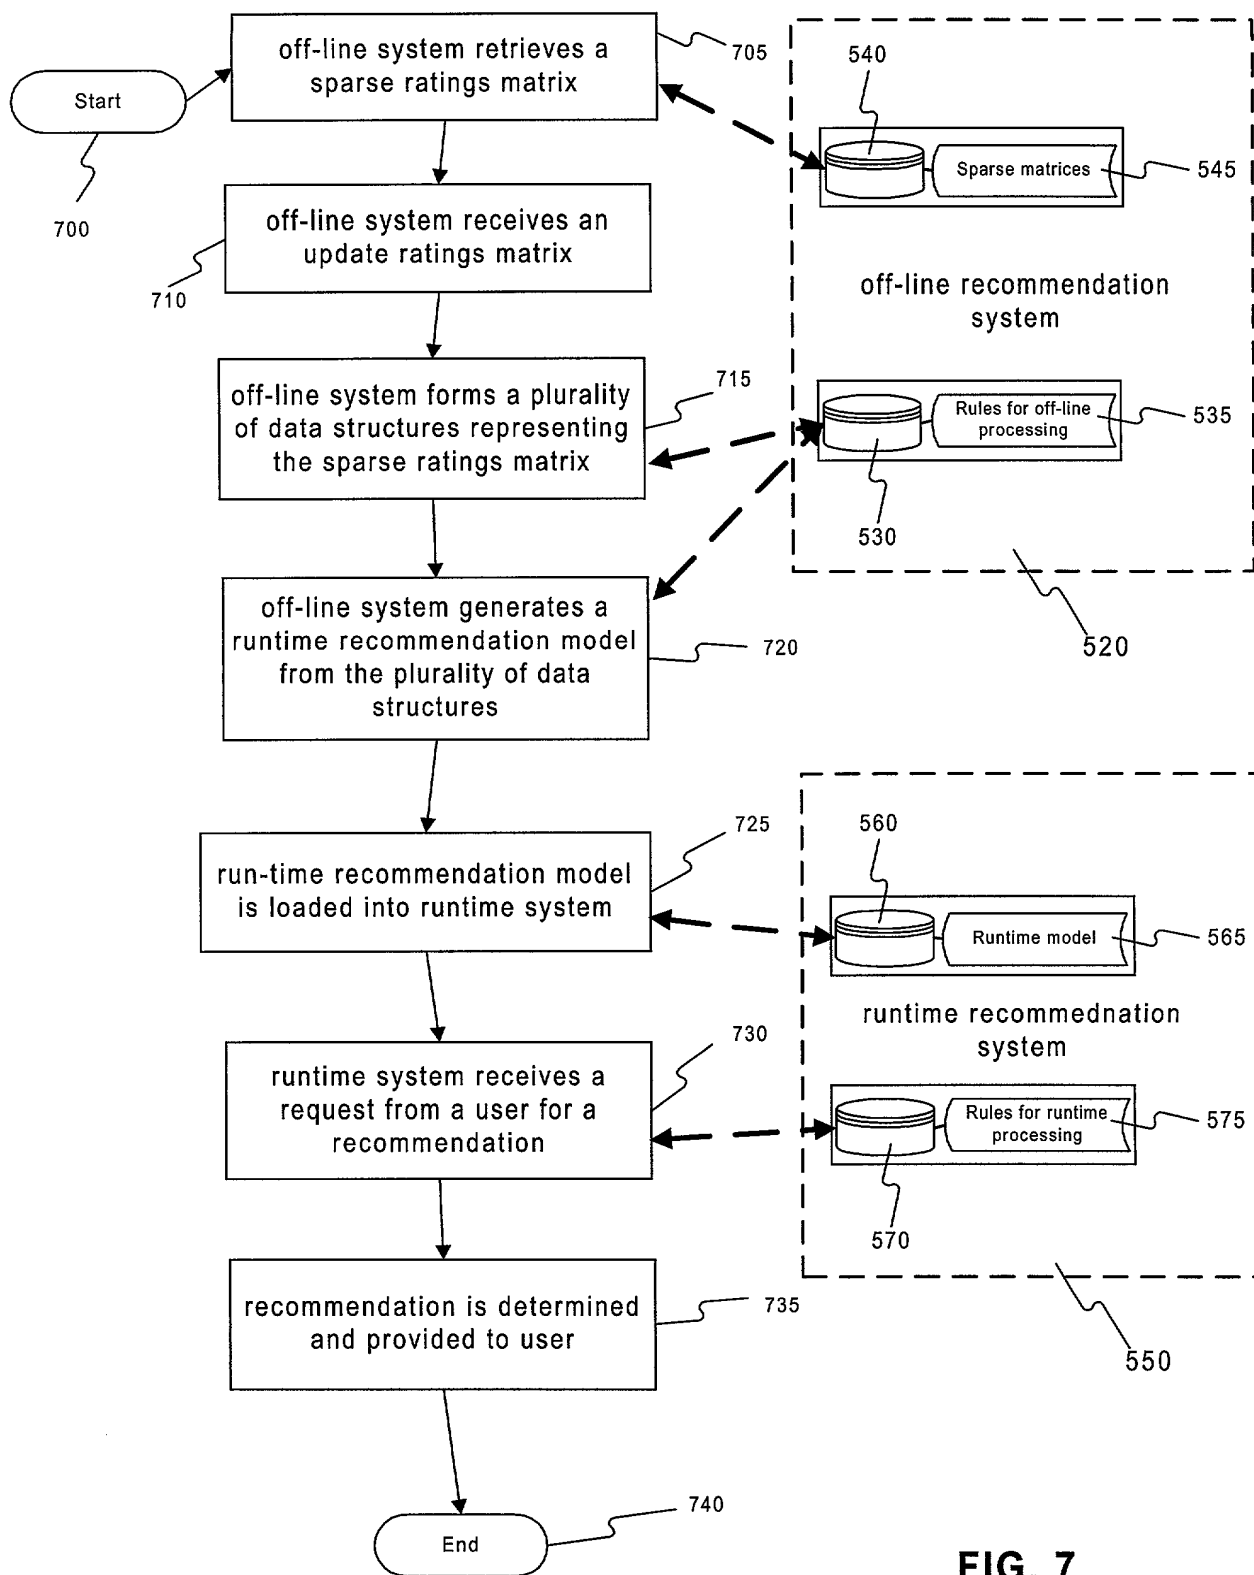 Start
700
off-line system retrieves a
sparse ratings matrix
705
off-line system receives an
update ratings matrix
710
off-line system forms a plurality
of data structures representing
the sparse ratings matrix
715
off-line system generates a
runtime recommendation model
from the plurality of data
structures
720
run-time recommendation model
is loaded into runtime system
725
runtime system receives a
request from a user for a
recommendation
730
recommendation is determined
and provided to user
735
End
740
540
Sparse matrices
545
off-line recommendation
system
Rules for off-line
processing
535
530
520
560
Runtime model
565
runtime recommednation
system
Rules for runtime
processing
575
570
550
FIG. 7